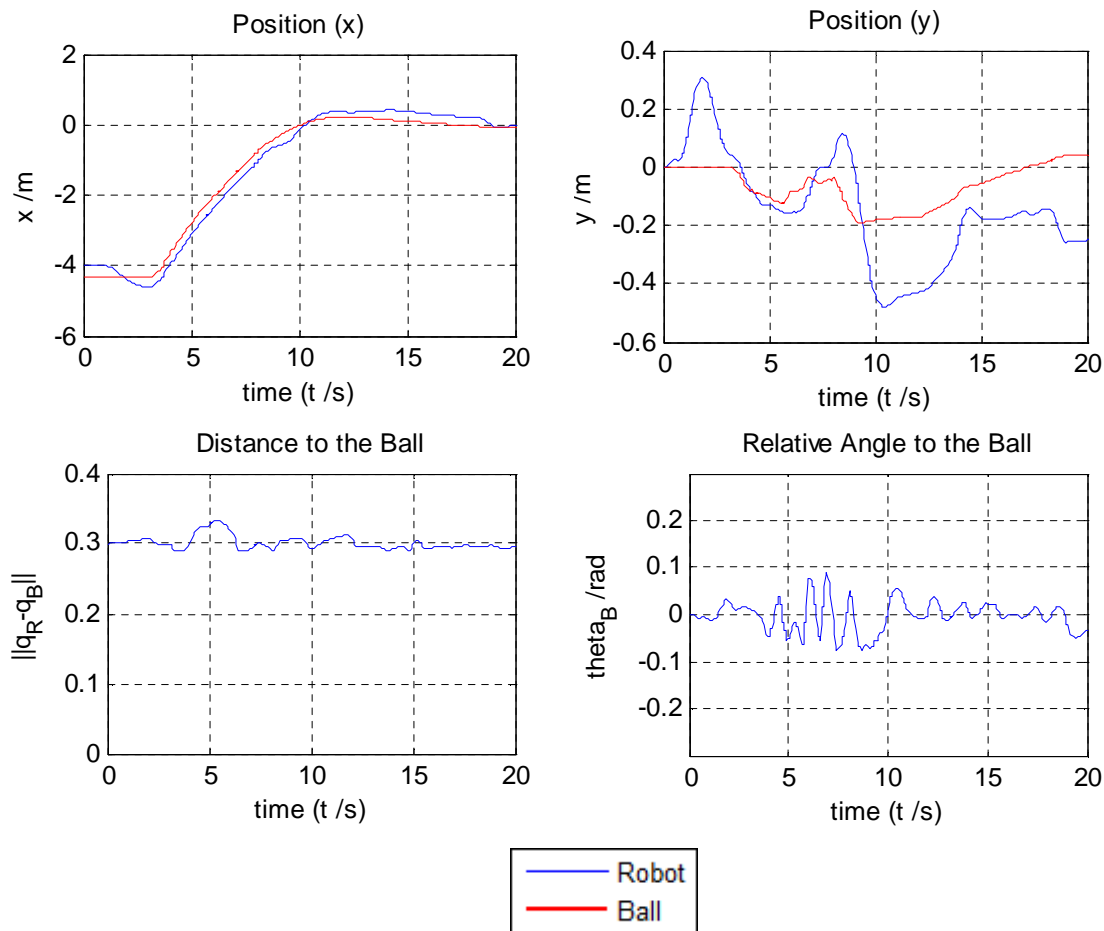 Position (x)
2
0
-2
-4
-6
x /m
0 5 10 15 20
time (t /s)
Position (y)
0.4
0.2
0
-0.2
-0.4
-0.6
y /m
0 5 10 15 20
time (t /s)
Distance to the Ball
0.4
0.3
0.2
0.1
0
||q_R-q_B||
0 5 10 15 20
time (t /s)
Relative Angle to the Ball
0.2
0.1
0
-0.1
-0.2
theta_B /rad
0 5 10 15 20
time (t /s)
Robot
Ball